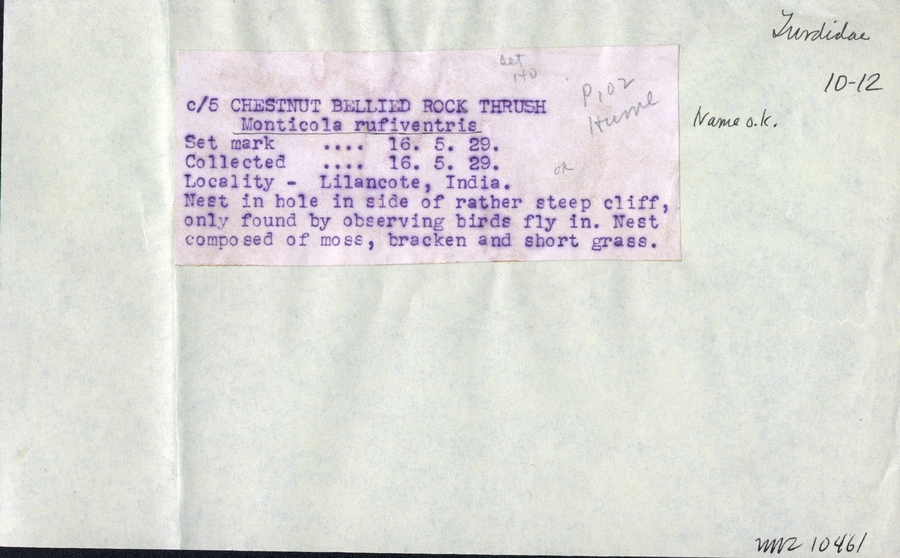 Turdidae
10-12
Set
140
P, 102
Hume
Name o.k.
c/5 CHESTNUT BELLIED ROCK THRUSH
Monticola rufiventris
Set mark .... 16. 5. 29.
Collected .... 16. 5. 29.
OK
Locality - Lilancote, India.
Nest in hole in side of rather steep cliff,
only found by observing birds fly in. Nest
composed of moss, bracken and short grass.
MVZ 10461